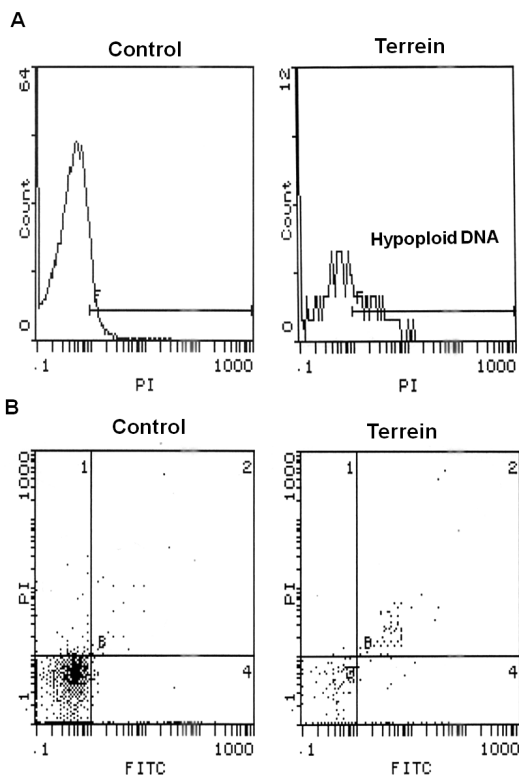 A
Control
Terrein
64
Count
0
F
.1
1000
PI
12
Count
0
Hypoploid DNA
F
.1
1000
PI
B
Control
Terrein
1000
PI
.1
1
2
B
4
.1
1000
FITC
1000
PI
.1
1
2
B
4
.1
1000
FITC